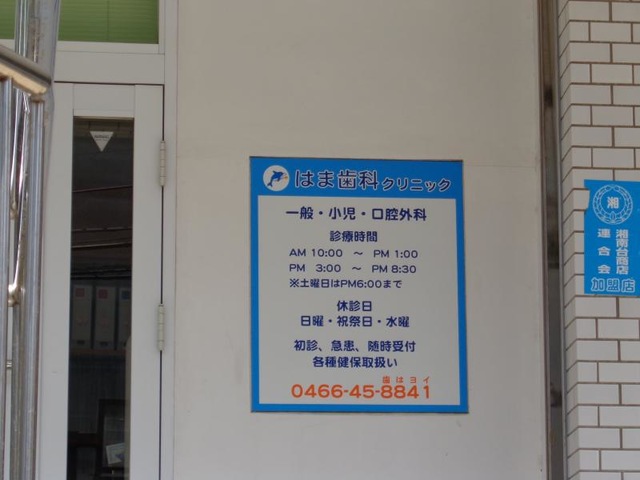 はま歯科クリニック
一般・小児・口腔外科
診療時間
AM 10:00 ～ PM 1:00
PM 3:00 ～ PM 8:30
※土曜日はPM6:00まで
休診日
日曜・祝祭日・水曜
初診、急患、随時受付
各種健保取扱い
歯はヨイ
0466-45-8841
湘
湘南台商店
連合会
加盟店